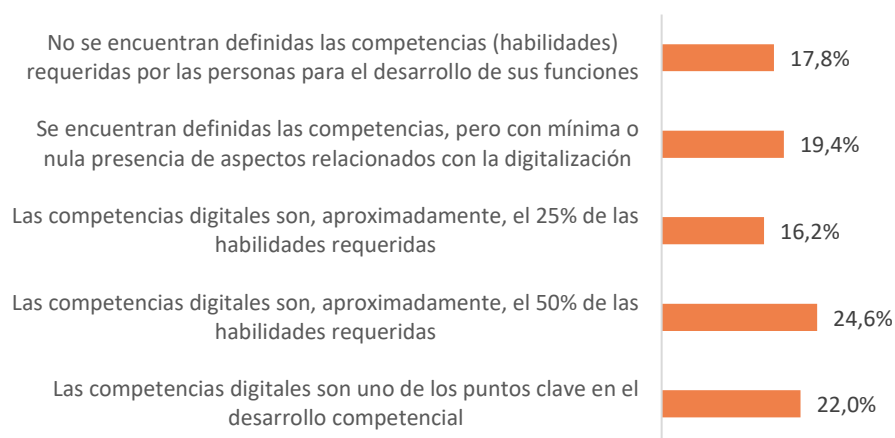 No se encuentran definidas las competencias (habilidades)
requeridas por las personas para el desarrollo de sus funciones
17,8%
Se encuentran definidas las competencias, pero con mínima o
nula presencia de aspectos relacionados con la digitalización
19,4%
Las competencias digitales son, aproximadamente, el 25% de las
habilidades requeridas
16,2%
Las competencias digitales son, aproximadamente, el 50% de las
habilidades requeridas
24,6%
Las competencias digitales son uno de los puntos clave en el
desarrollo competencial
22,0%